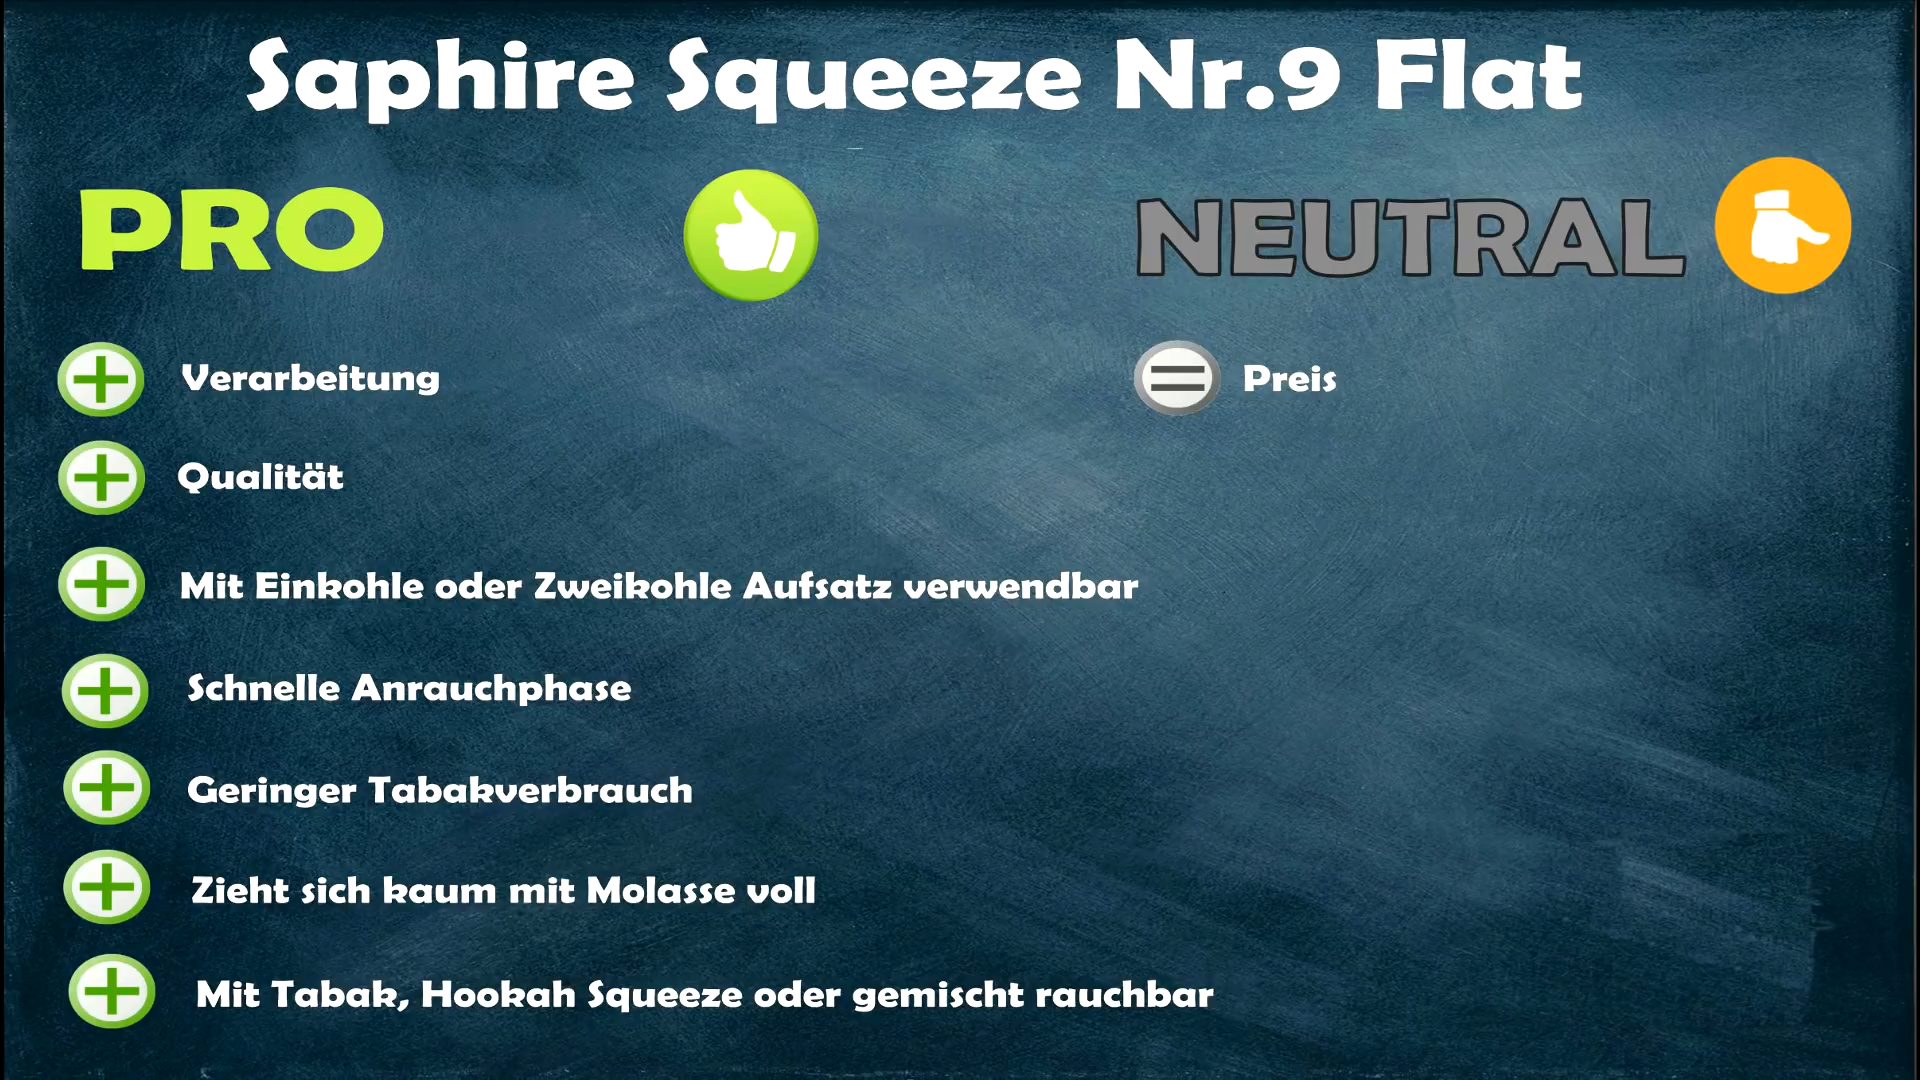 Saphire Squeeze Nr.9 Flat
PRO
NEUTRAL
Verarbeitung
Preis
Qualität
Mit Einkohle oder Zweikohle Aufsatz verwendbar
Schnelle Anrauchphase
Geringer Tabakverbrauch
Zieht sich kaum mit Molasse voll
Mit Tabak, Hookah Squeeze oder gemischt rauchbar